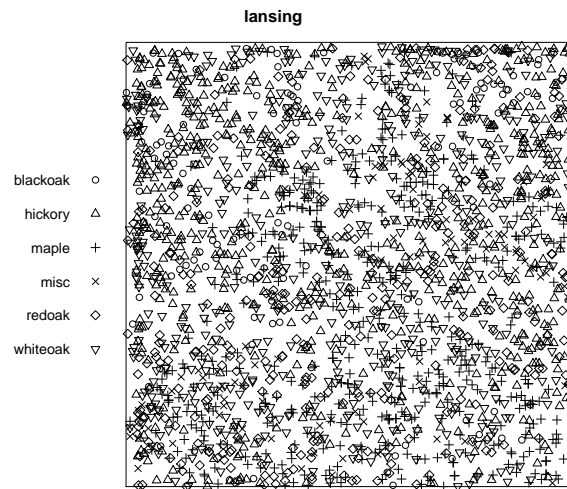 lansing
blackoak
hickory
maple
misc
redoak
whiteoak